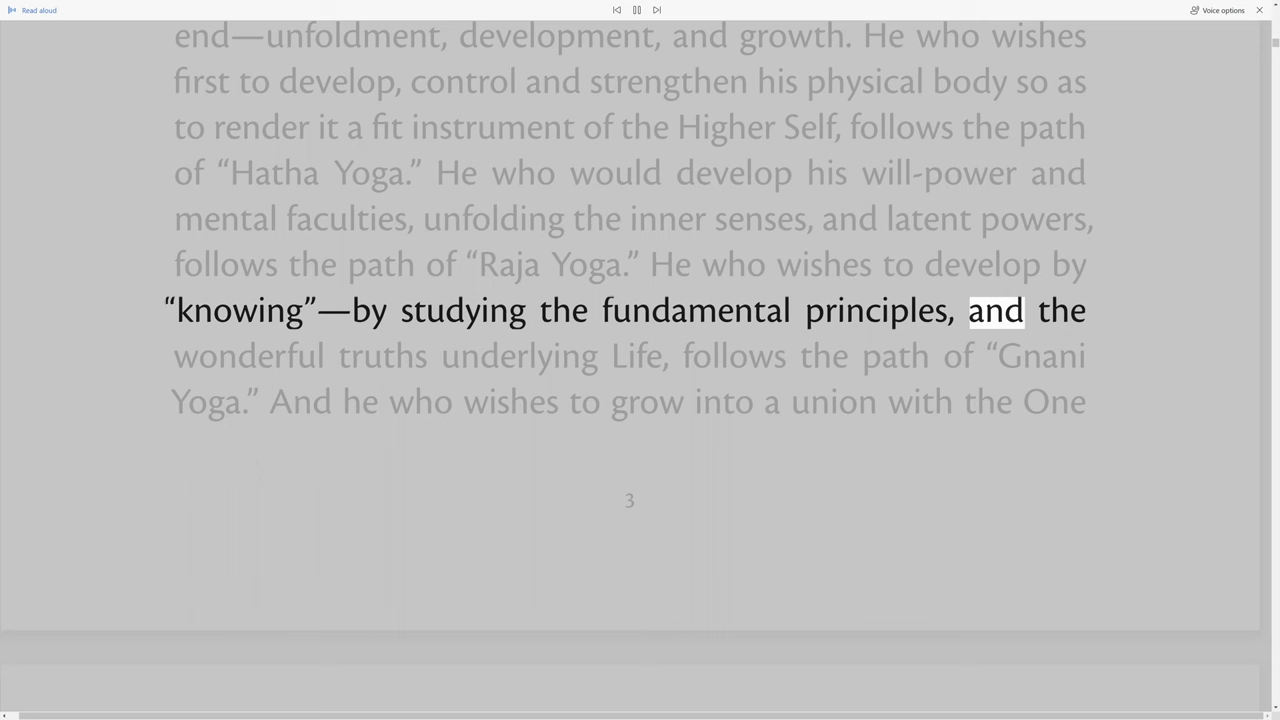 Read aloud
Voice options
end—unfoldment, development, and growth. He who wishes
first to develop, control and strengthen his physical body so as
to render it a fit instrument of the Higher Self, follows the path
of “Hatha Yoga.” He who would develop his will-power and
mental faculties, unfolding the inner senses, and latent powers,
follows the path of “Raja Yoga.” He who wishes to develop by
“knowing”—by studying the fundamental principles, and the
wonderful truths underlying Life, follows the path of “Gnani
Yoga.” And he who wishes to grow into a union with the One
3